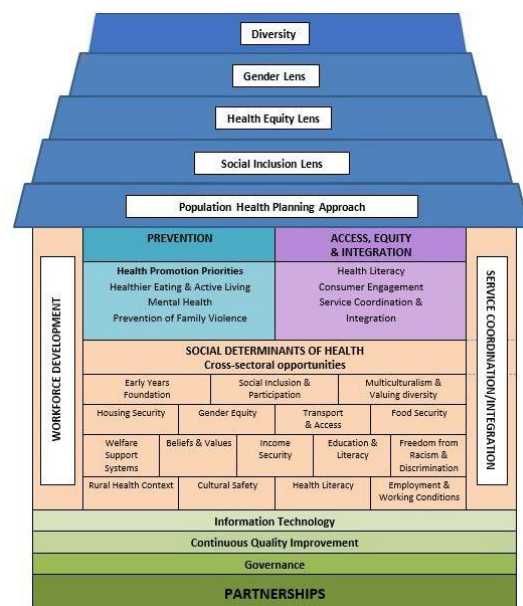 Diversity
Gender Lens
Health Equity Lens
Social Inclusion Lens
Population Health Planning Approach
WORKFORCE DEVELOPMENT
PREVENTION
Health Promotion Priorities
Healthier Eating & Active Living
Mental Health
Prevention of Family Violence
ACCESS, EQUITY
& INTEGRATION
Health Literacy
Consumer Engagement
Service Coordination &
Integration
SERVICE COORDINATION/INTEGRATION
SOCIAL DETERMINANTS OF HEALTH
Cross-sectoral opportunities
Early Years
Foundation
Social Inclusion &
Participation
Multiculturalism &
Valuing diversity
Housing Security
Gender Equity
Transport
& Access
Food Security
Welfare
Support
Systems
Beliefs & Values
Income
Security
Education &
Literacy
Freedom from
Racism &
Discrimination
Rural Health Context
Cultural Safety
Health Literacy
Employment &
Working Conditions
Information Technology
Continuous Quality Improvement
Governance
PARTNERSHIPS